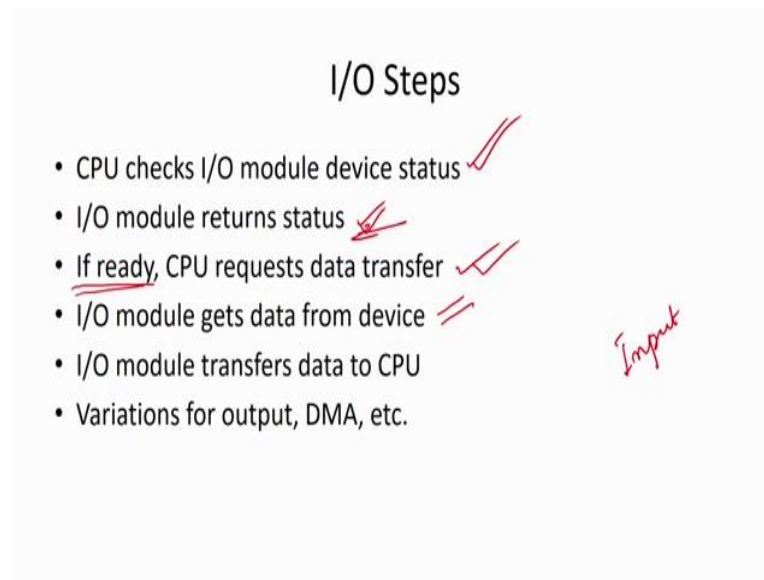 I/O Steps
• CPU checks I/O module device status
• I/O module returns status
• If ready, CPU requests data transfer
• I/O module gets data from device
• I/O module transfers data to CPU
• Variations for output, DMA, etc.
Input